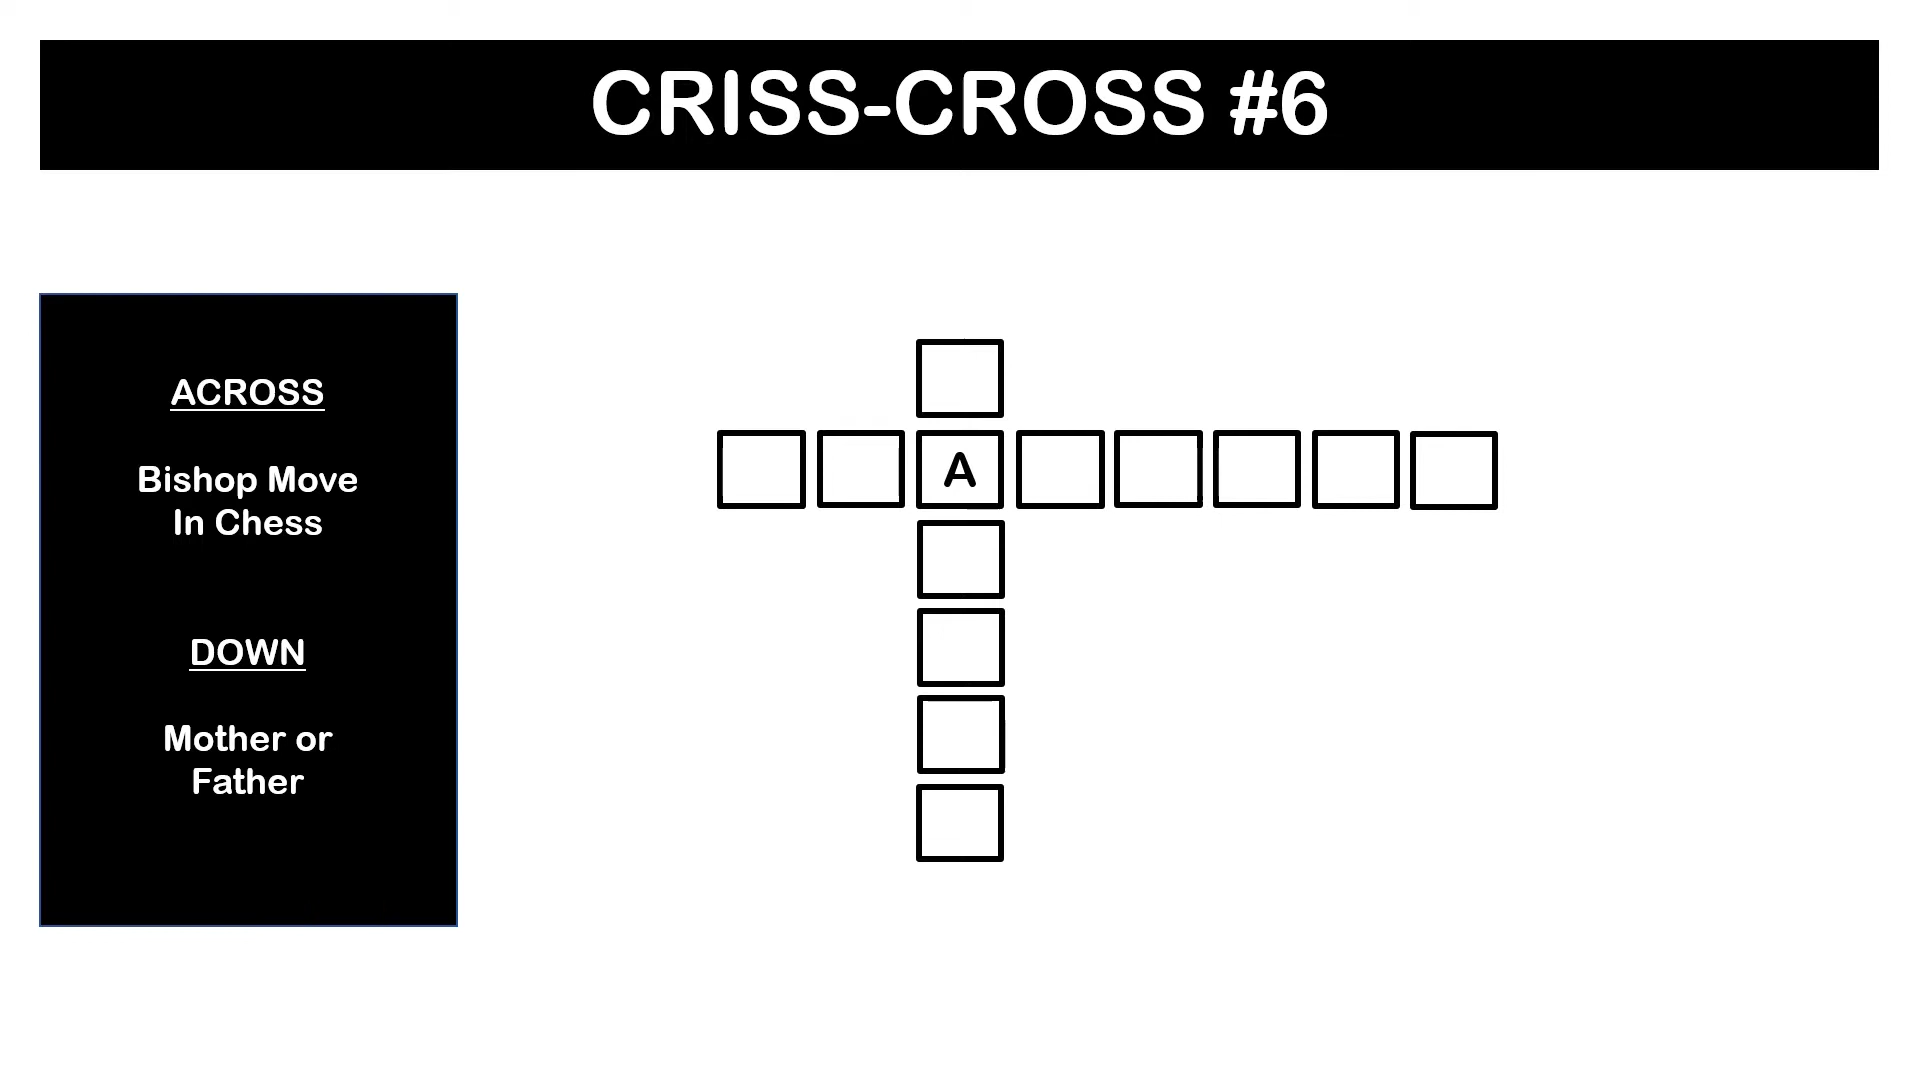 CRISS-CROSS #6
ACROSS
Bishop Move
In Chess
DOWN
Mother or
Father
A